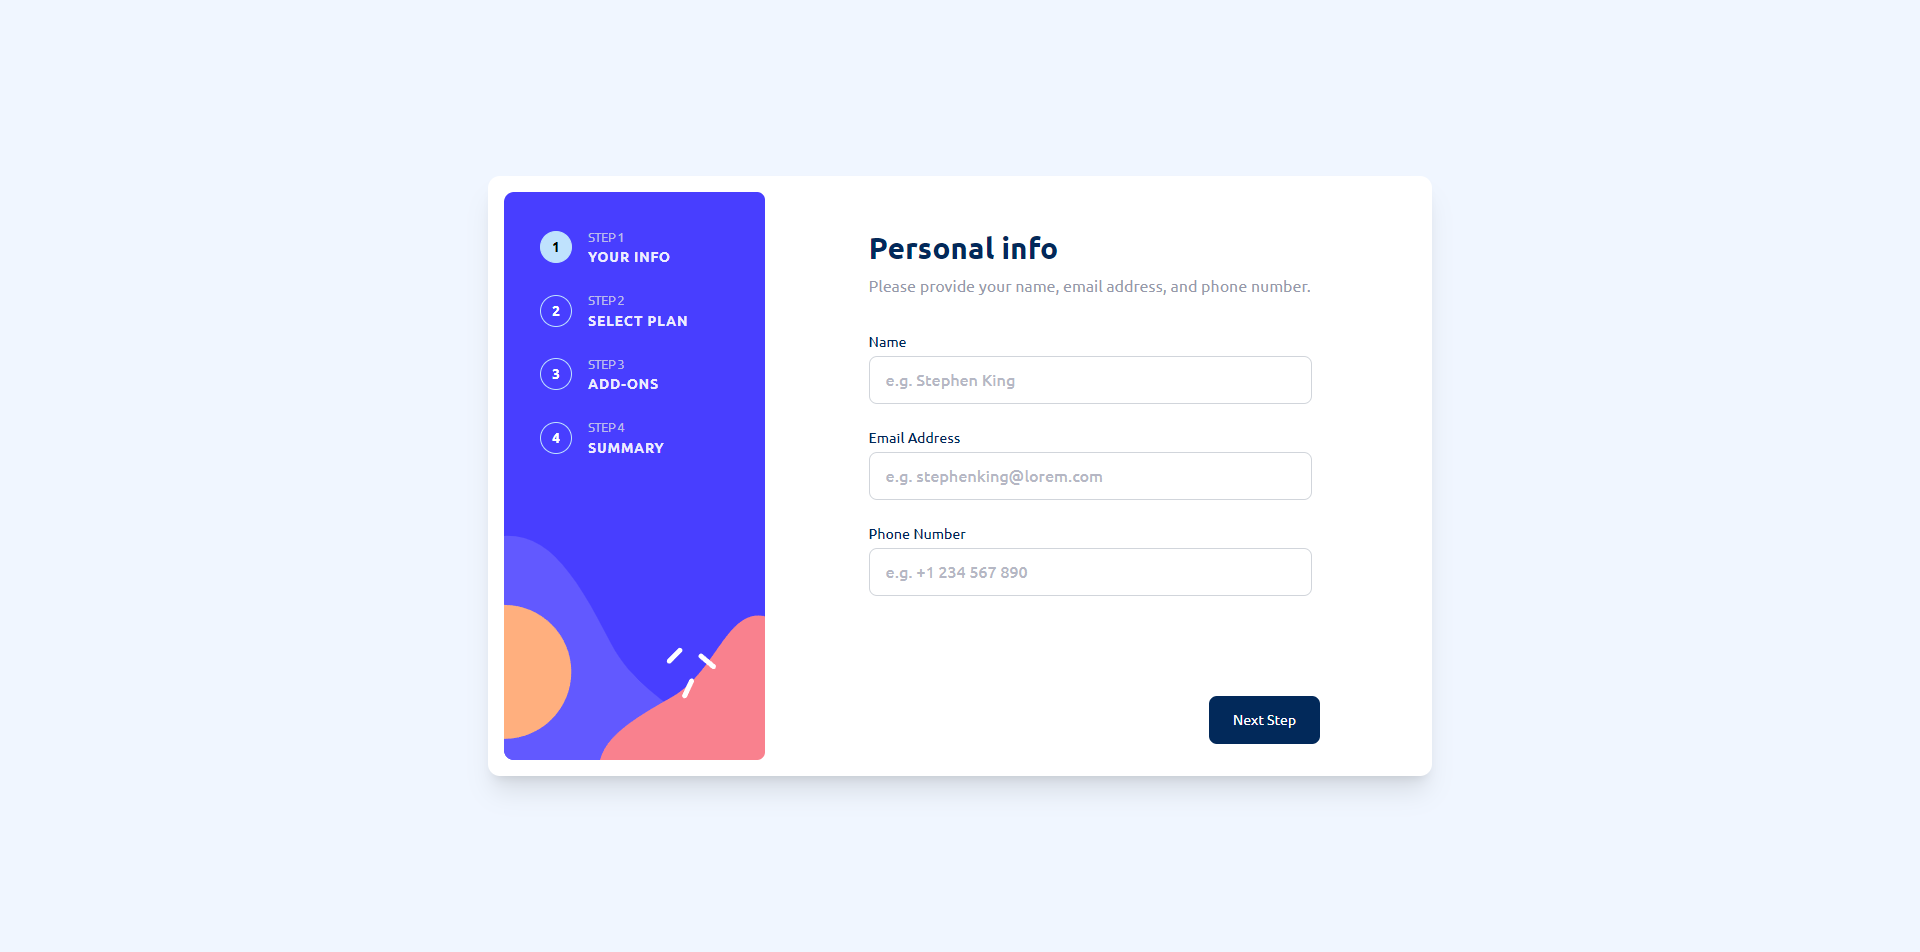 1
STEP 1
YOUR INFO
2
STEP 2
SELECT PLAN
3
STEP 3
ADD-ONS
4
STEP 4
SUMMARY
Personal info
Please provide your name, email address, and phone number.
Name
e.g. Stephen King
Email Address
e.g. stephenking@lorem.com
Phone Number
e.g. +1 234 567 890
Next Step